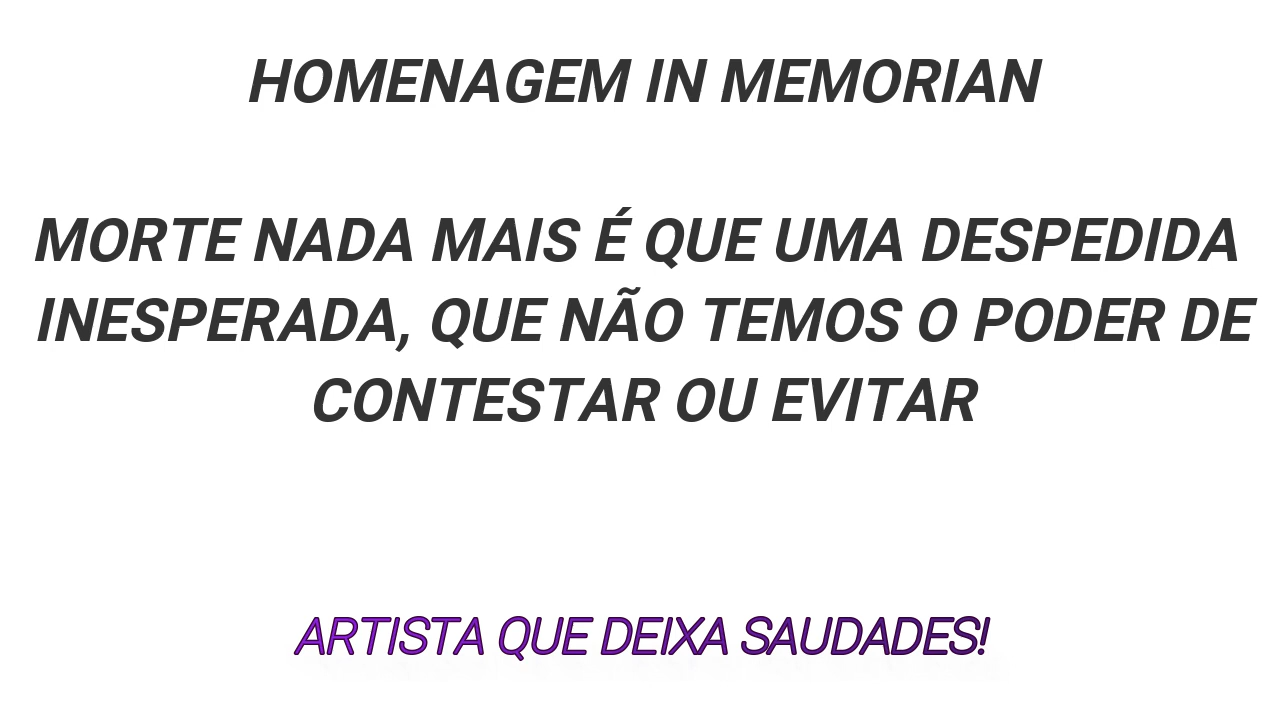 HOMENAGEM IN MEMORIAN
MORTE NADA MAIS É QUE UMA DESPEDIDA
INESPERADA, QUE NÃO TEMOS O PODER DE
CONTESTAR OU EVITAR
ARTISTA QUE DEIXA SAUDADES!